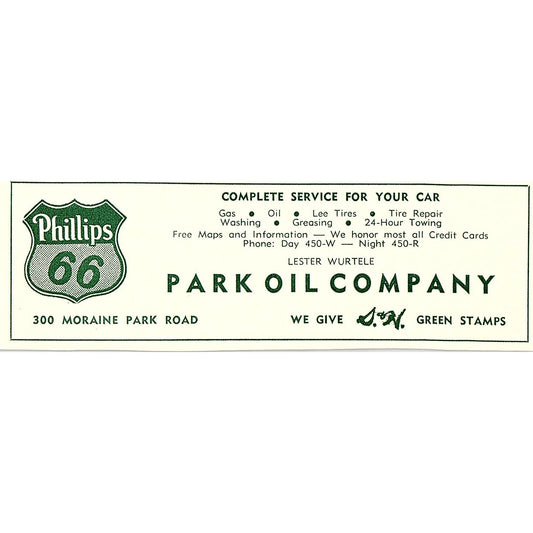 COMPLETE SERVICE FOR YOUR CAR
Gas • Oil • Lee Tires • Tire Repair
Washing • Greasing • 24-Hour Towing
Free Maps and Information — We honor most all Credit Cards
Phone: Day 450-W — Night 450-R
LESTER WURTELE
PARK OIL COMPANY
Phillips
66
300 MORAINE PARK ROAD
WE GIVE S.&H. GREEN STAMPS